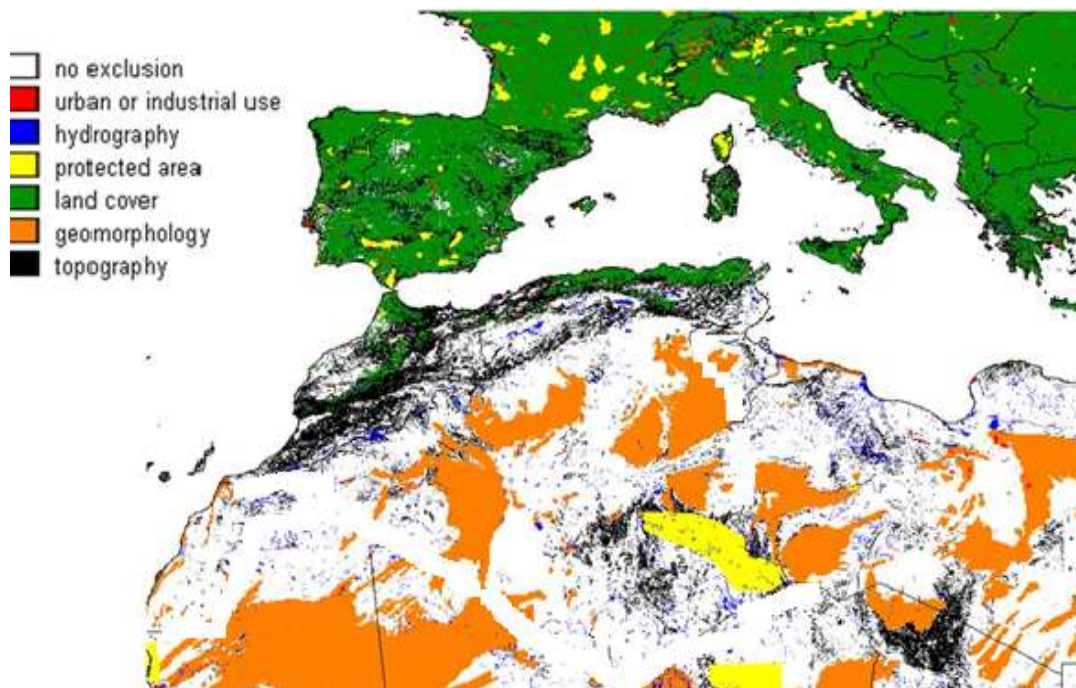 no exclusion
urban or industrial use
hydrography
protected area
land cover
geomorphology
topography